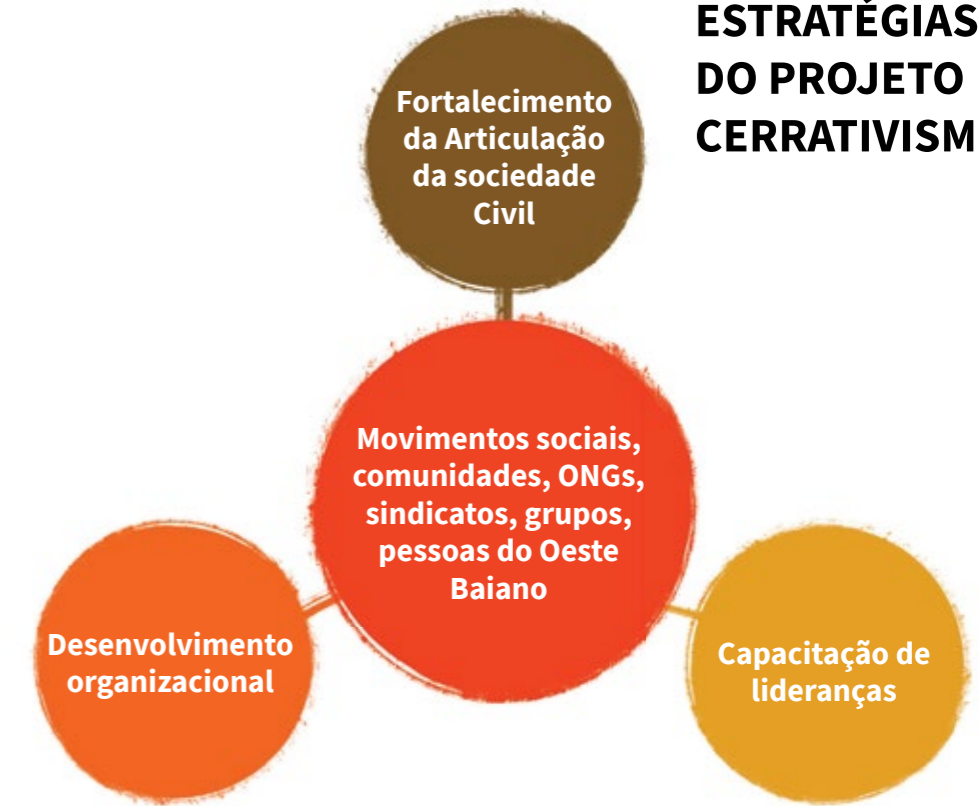 ESTRATÉGIAS
DO PROJETO
CERRATIVISM
Fortalecimento
da Articulação
da sociedade
Civil
Movimentos sociais,
comunidades, ONGs,
sindicatos, grupos,
pessoas do Oeste
Baiano
Desenvolvimento
organizacional
Capacitação de
lideranças